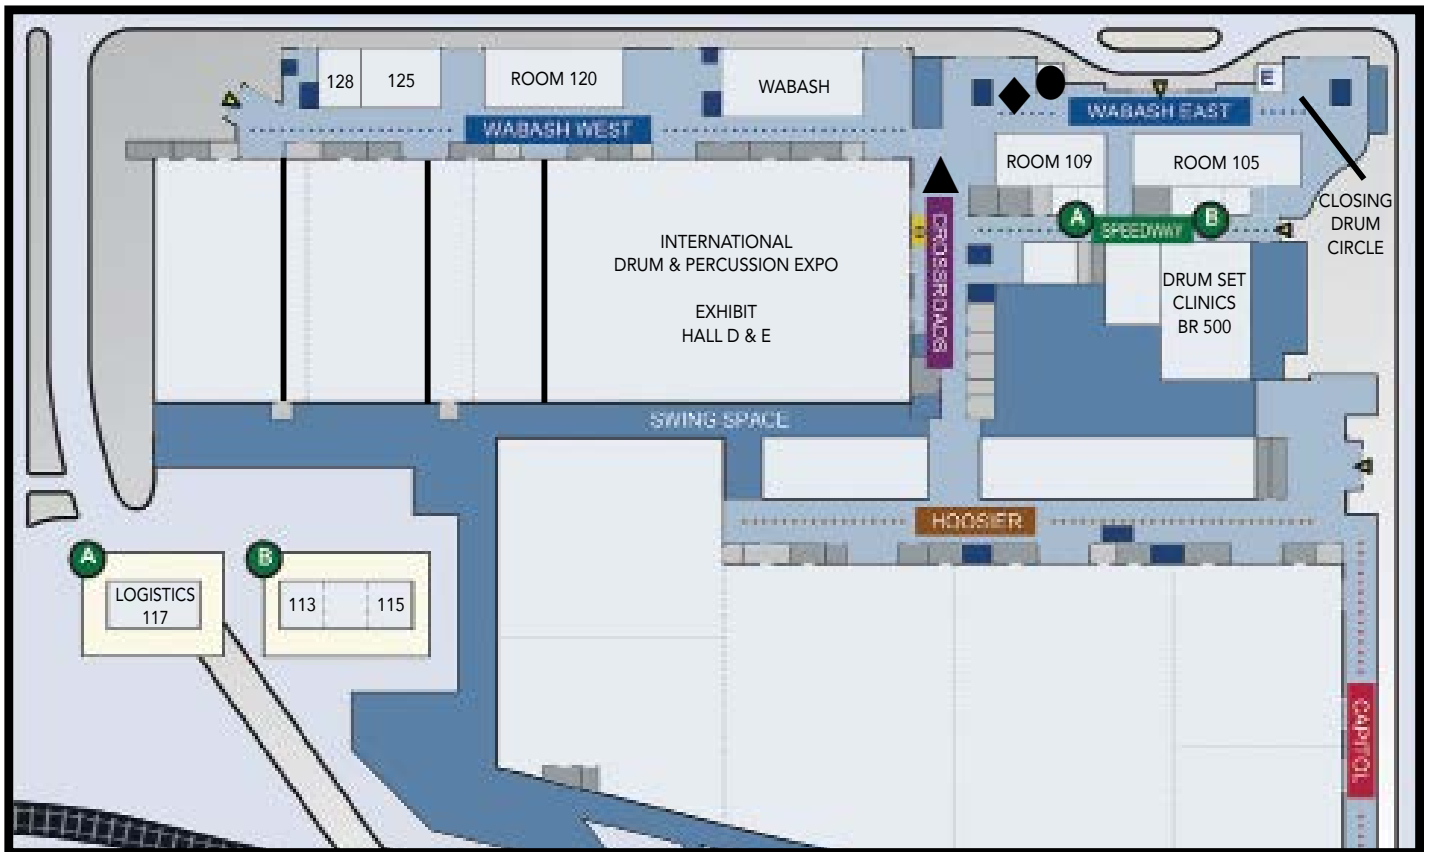 128
125
ROOM 120
WABASH
E
WABASH WEST
WABASH EAST
ROOM 109
ROOM 105
CLOSING
DRUM
CIRCLE
A
SPEEDWAY
B
CROSSROADS
INTERNATIONAL
DRUM & PERCUSSION EXPO
EXHIBIT
HALL D & E
DRUM SET
CLINICS
BR 500
SWING SPACE
HOOSIER
A
LOGISTICS
117
B
113
115
CAPITOL